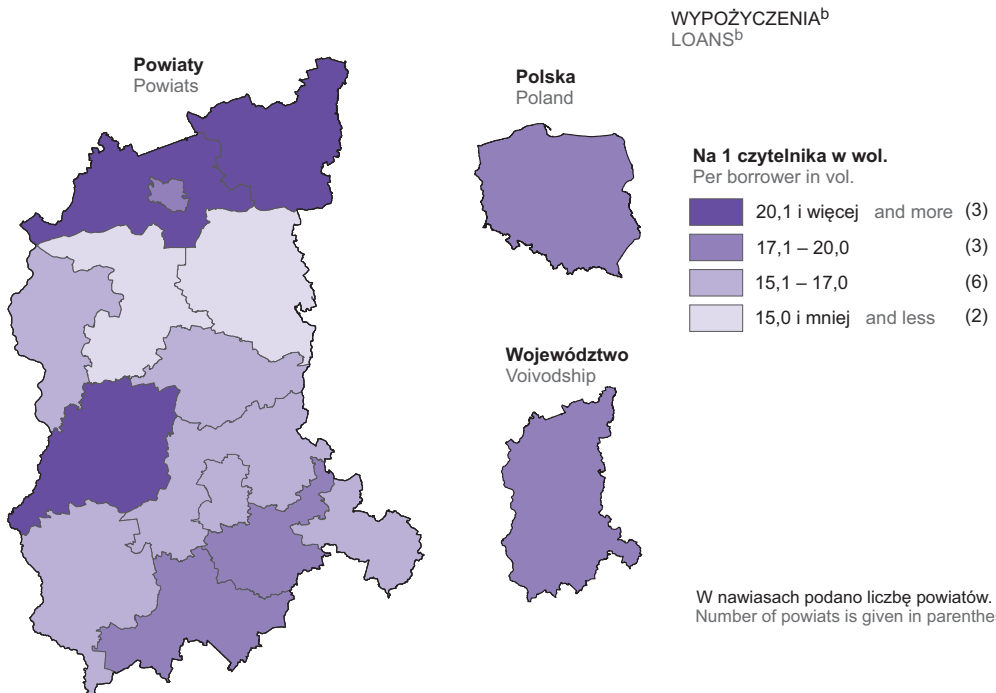 WYPOŻYCZENIAᵇ
LOANSᵇ
Powiaty
Powiats
Polska
Poland
Na 1 czytelnika w wol.
Per borrower in vol.
20,1 i więcej and more (3)
17,1 – 20,0 (3)
15,1 – 17,0 (6)
15,0 i mniej and less (2)
Województwo
Voivodship
W nawiasach podano liczbę powiatów.
Number of powiats is given in parenthe